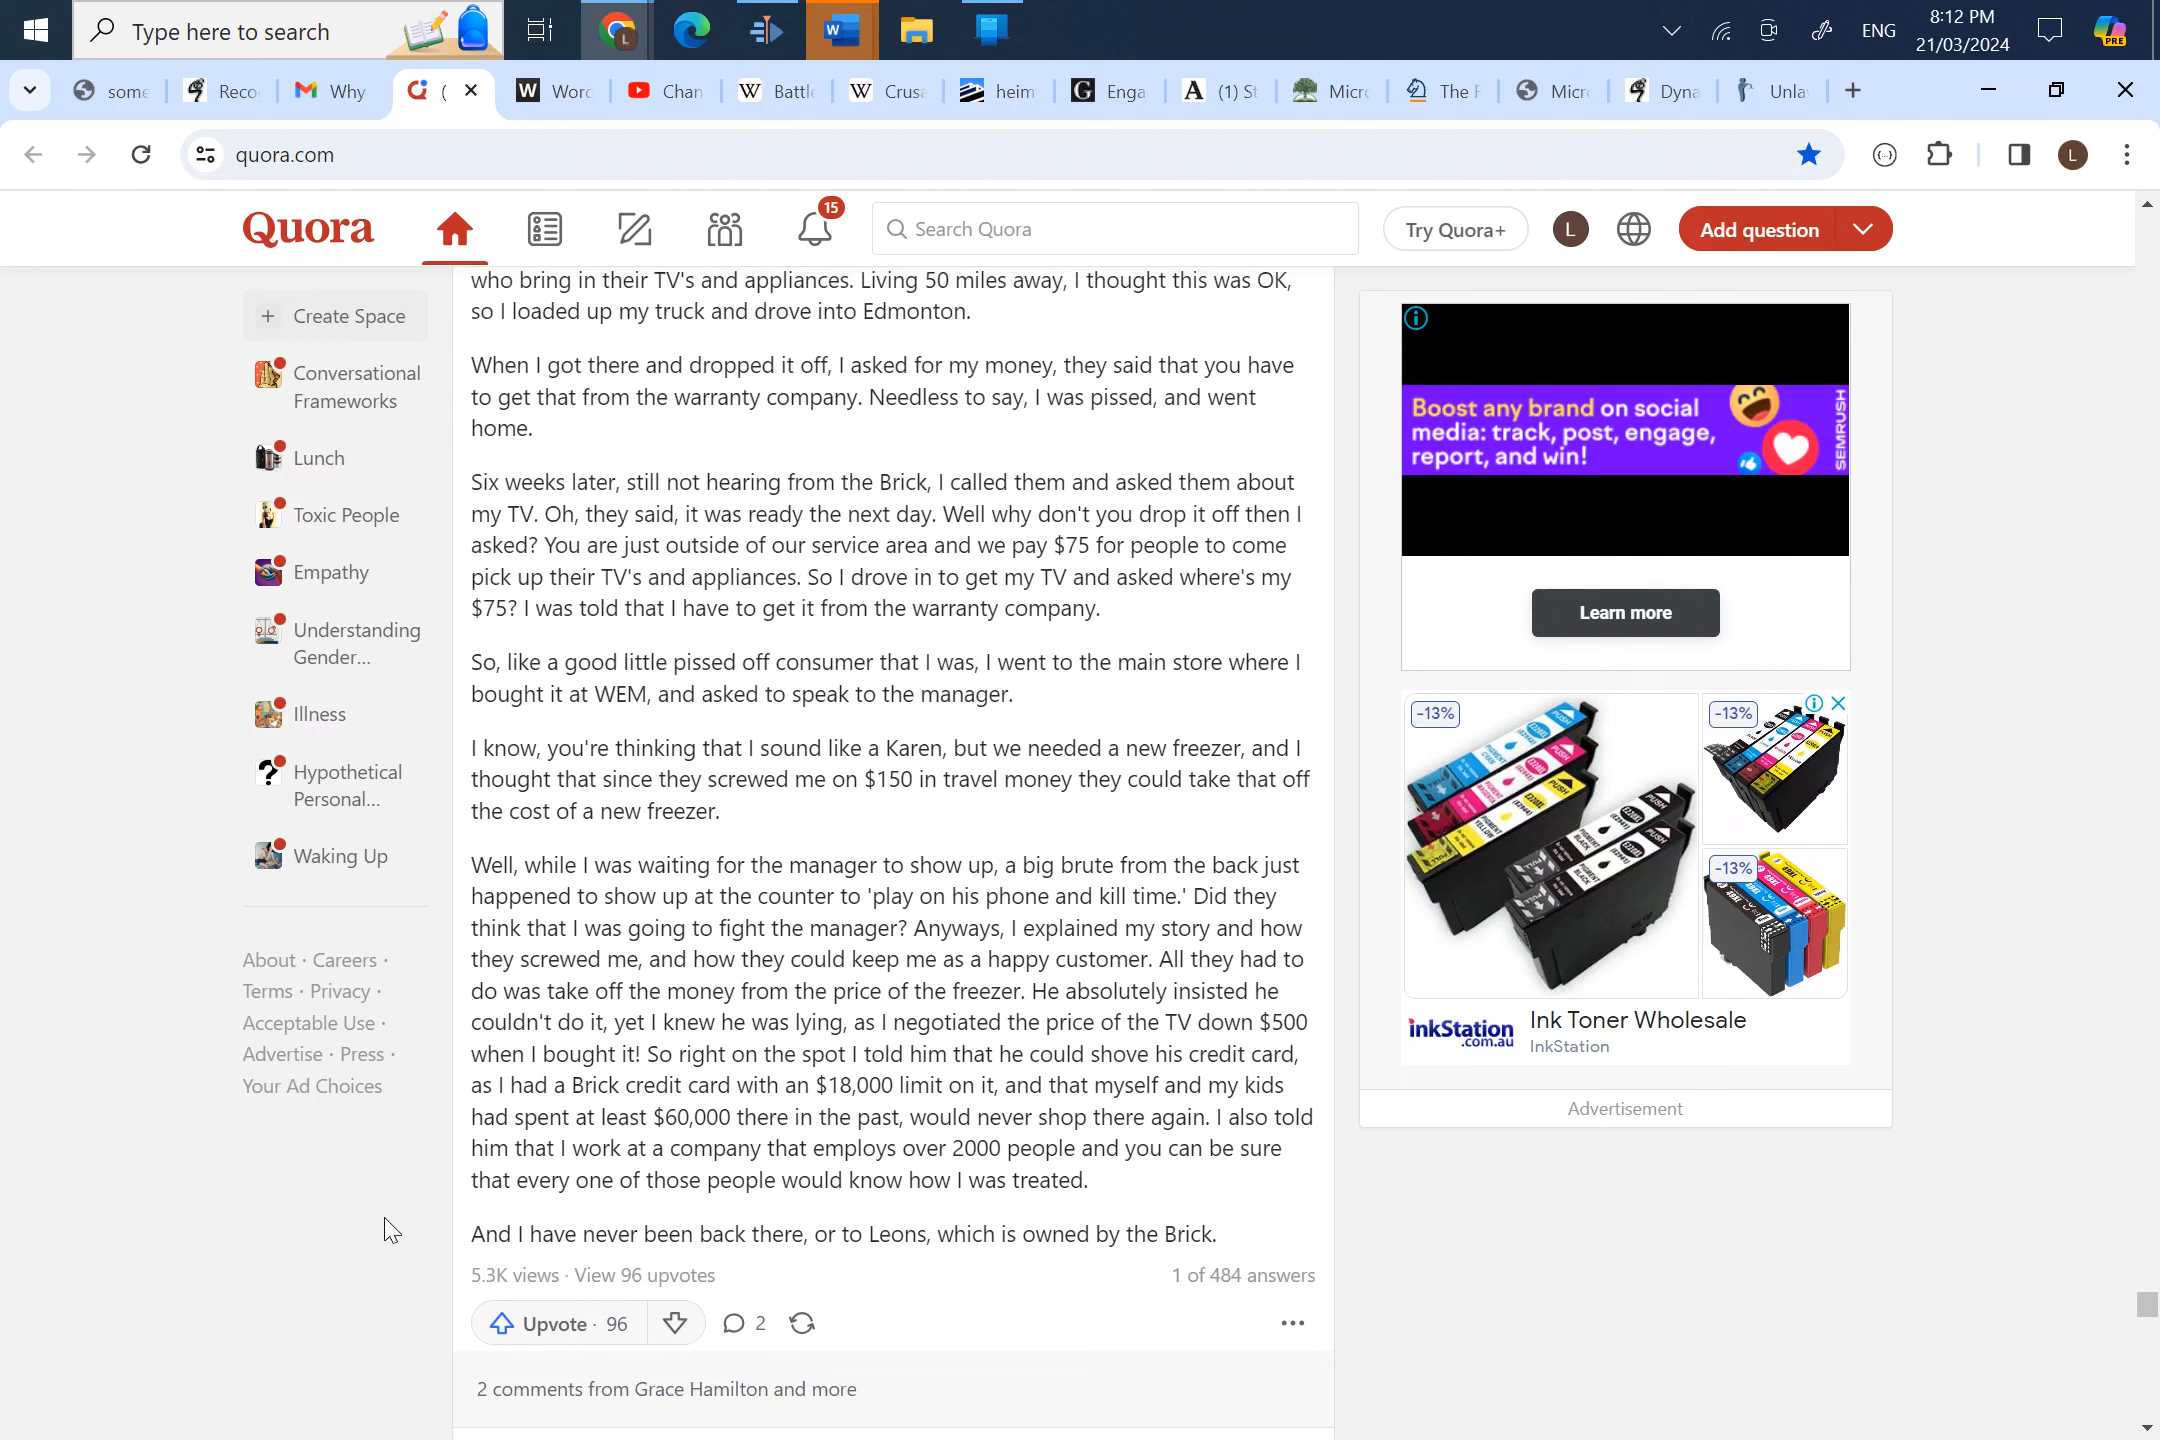 Type here to search
ENG
8:12 PM
21/03/2024
PRE
some
Reco
Why
(
Word
Chan
Battle
Crusa
heim
Enga
(1) St
Micro
The F
Micro
Dyna
Unla
quora.com
L
Quora
15
Search Quora
Try Quora+
L
Add question
Create Space
Conversational
Frameworks
Lunch
Toxic People
Empathy
Understanding
Gender...
Illness
Hypothetical
Personal...
Waking Up
About · Careers ·
Terms · Privacy ·
Acceptable Use ·
Advertise · Press ·
Your Ad Choices
who bring in their TV's and appliances. Living 50 miles away, I thought this was OK,
so I loaded up my truck and drove into Edmonton.
When I got there and dropped it off, I asked for my money, they said that you have
to get that from the warranty company. Needless to say, I was pissed, and went
home.
Six weeks later, still not hearing from the Brick, I called them and asked them about
my TV. Oh, they said, it was ready the next day. Well why don't you drop it off then I
asked? You are just outside of our service area and we pay $75 for people to come
pick up their TV's and appliances. So I drove in to get my TV and asked where's my
$75? I was told that I have to get it from the warranty company.
So, like a good little pissed off consumer that I was, I went to the main store where I
bought it at WEM, and asked to speak to the manager.
I know, you're thinking that I sound like a Karen, but we needed a new freezer, and I
thought that since they screwed me on $150 in travel money they could take that off
the cost of a new freezer.
Well, while I was waiting for the manager to show up, a big brute from the back just
happened to show up at the counter to 'play on his phone and kill time.' Did they
think that I was going to fight the manager? Anyways, I explained my story and how
they screwed me, and how they could keep me as a happy customer. All they had to
do was take off the money from the price of the freezer. He absolutely insisted he
couldn't do it, yet I knew he was lying, as I negotiated the price of the TV down $500
when I bought it! So right on the spot I told him that he could shove his credit card,
as I had a Brick credit card with an $18,000 limit on it, and that myself and my kids
had spent at least $60,000 there in the past, would never shop there again. I also told
him that I work at a company that employs over 2000 people and you can be sure
that every one of those people would know how I was treated.
And I have never been back there, or to Leons, which is owned by the Brick.
5.3K views · View 96 upvotes
1 of 484 answers
Upvote · 96
2
2 comments from Grace Hamilton and more
Boost any brand on social
media: track, post, engage,
report, and win!
SEMRUSH
Learn more
-13%
-13%
-13%
inkStation
.com.au
Ink Toner Wholesale
InkStation
Advertisement